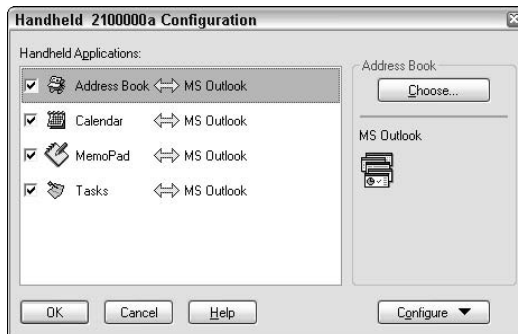 Handheld 2100000a Configuration
Handheld Applications:
Address Book MS Outlook
Calendar MS Outlook
MemoPad MS Outlook
Tasks MS Outlook
Address Book
Choose...
MS Outlook
OK Cancel Help Configure